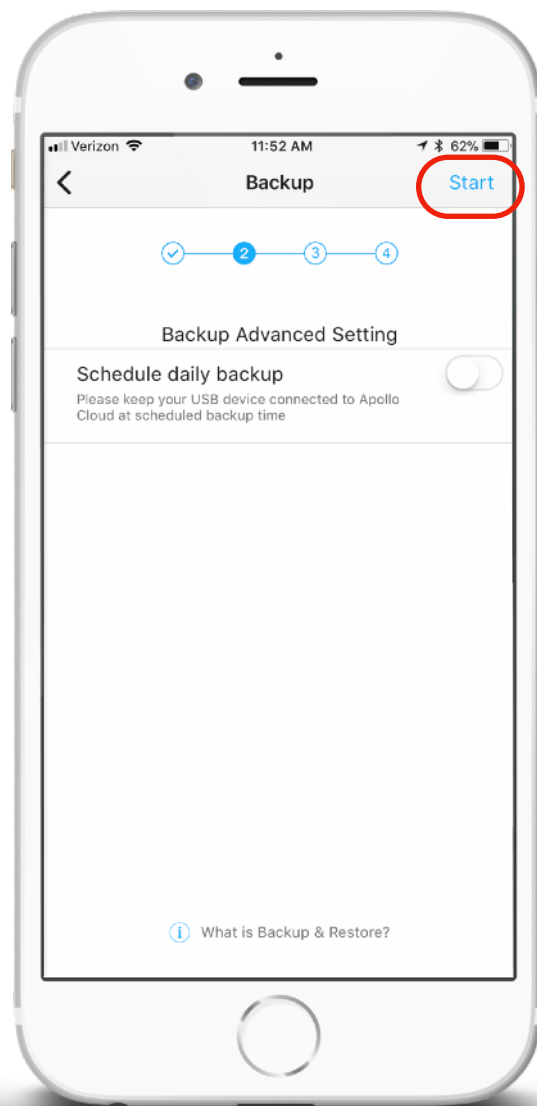 Verizon 11:52 AM 62%
Backup Start
2 3 4
Backup Advanced Setting
Schedule daily backup
Please keep your USB device connected to Apollo
Cloud at scheduled backup time
i What is Backup & Restore?